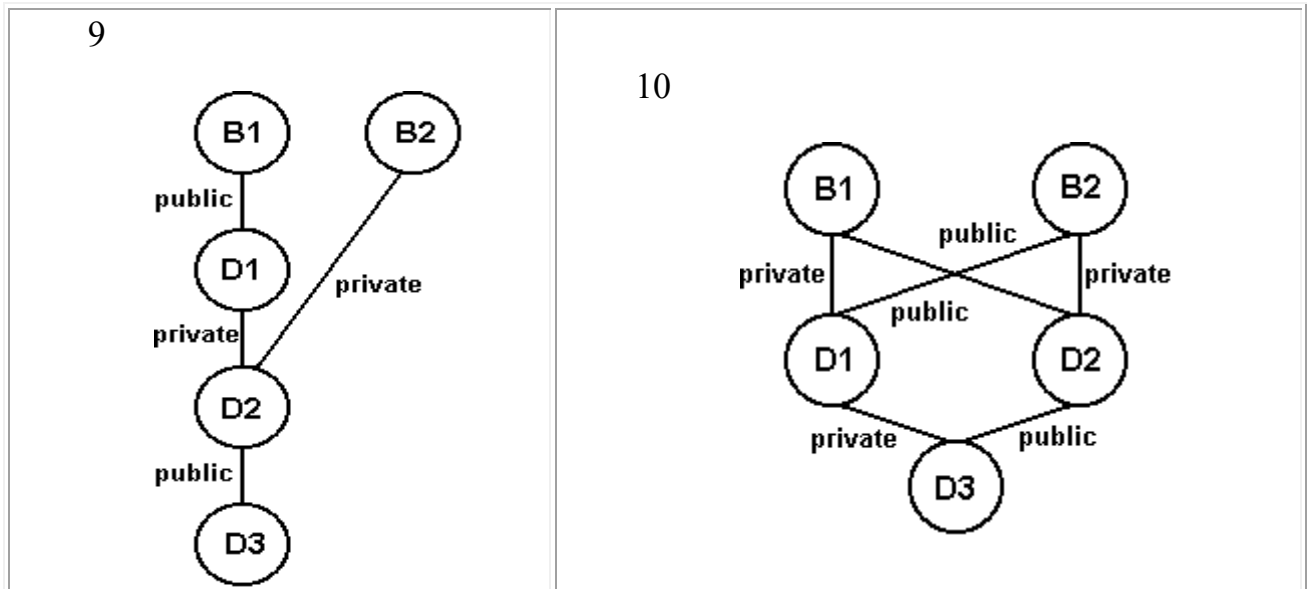 9
B1
B2
public
D1
private
private
D2
public
D3
10
B1
B2
public
private
private
public
D1
D2
private
public
D3